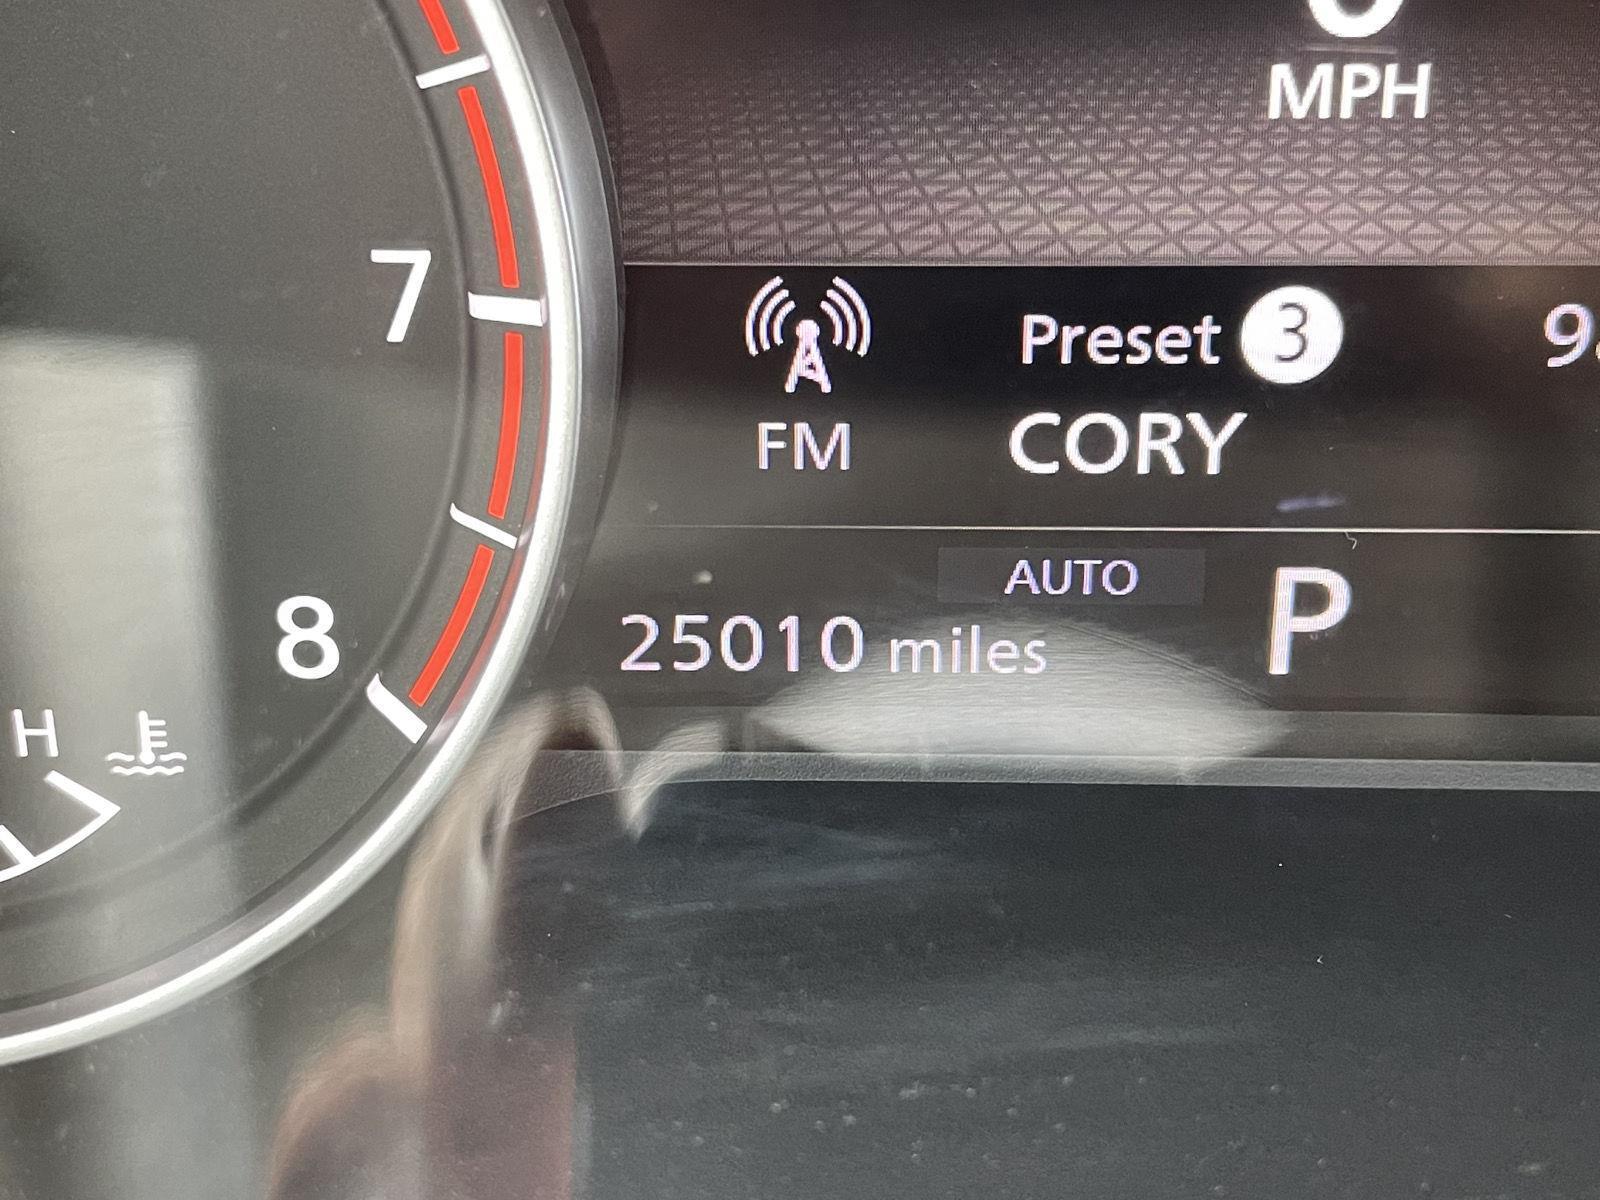 MPH
7
Preset 3
FM
CORY
AUTO
P
25010 miles
8
H